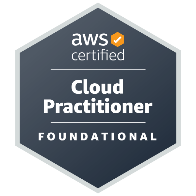 aws
certified
Cloud
Practitioner
FOUNDATIONAL